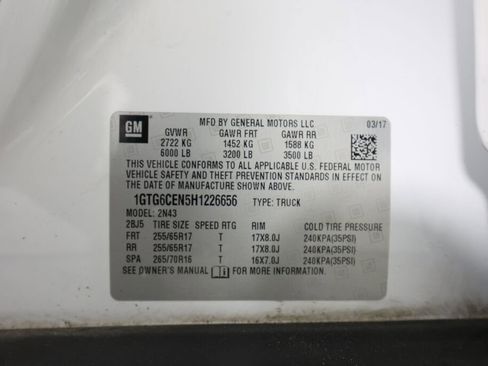 MFD BY GENERAL MOTORS LLC 03/17
GM GVWR GAWR FRT GAWR RR
2722 KG 1452 KG 1588 KG
6000 LB 3200 LB 3500 LB
THIS VEHICLE CONFORMS TO ALL APPLICABLE U.S. FEDERAL MOTOR
VEHICLE SAFETY AND THEFT PREVENTION STANDARDS IN EFFECT
ON THE DATE OF MANUFACTURE SHOWN ABOVE.
1GTG6CEN5H1226656 TYPE: TRUCK
MODEL: 2N43
2BJ5 TIRE SIZE SPEED RTG RIM COLD TIRE PRESSURE
FRT 255/65R17 T 17X8.0J 240KPA(35PSI)
RR 255/65R17 T 17X8.0J 240KPA(35PSI)
SPA 265/70R16 T 16X7.0J 240KPA(35PSI)
SEE OWNER'S MANUAL FOR MORE INFORMATION